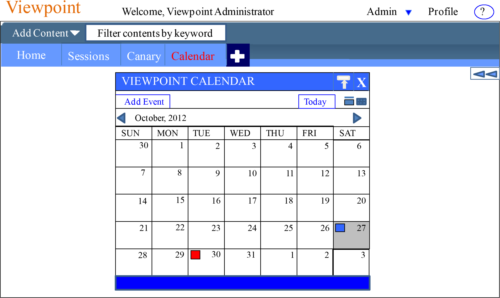 Viewpoint Welcome, Viewpoint Administrator Admin Profile ?
Add Content Filter contents by keyword
Home Sessions Canary Calendar
VIEWPOINT CALENDAR X
Add Event Today
October, 2012
SUN MON TUE WED THU FRI SAT
30 1 2 3 4 5 6
7 8 9 10 11 12 13
14 15 16 17 18 19 20
21 22 23 24 25 26 27
28 29 30 31 1 2 3